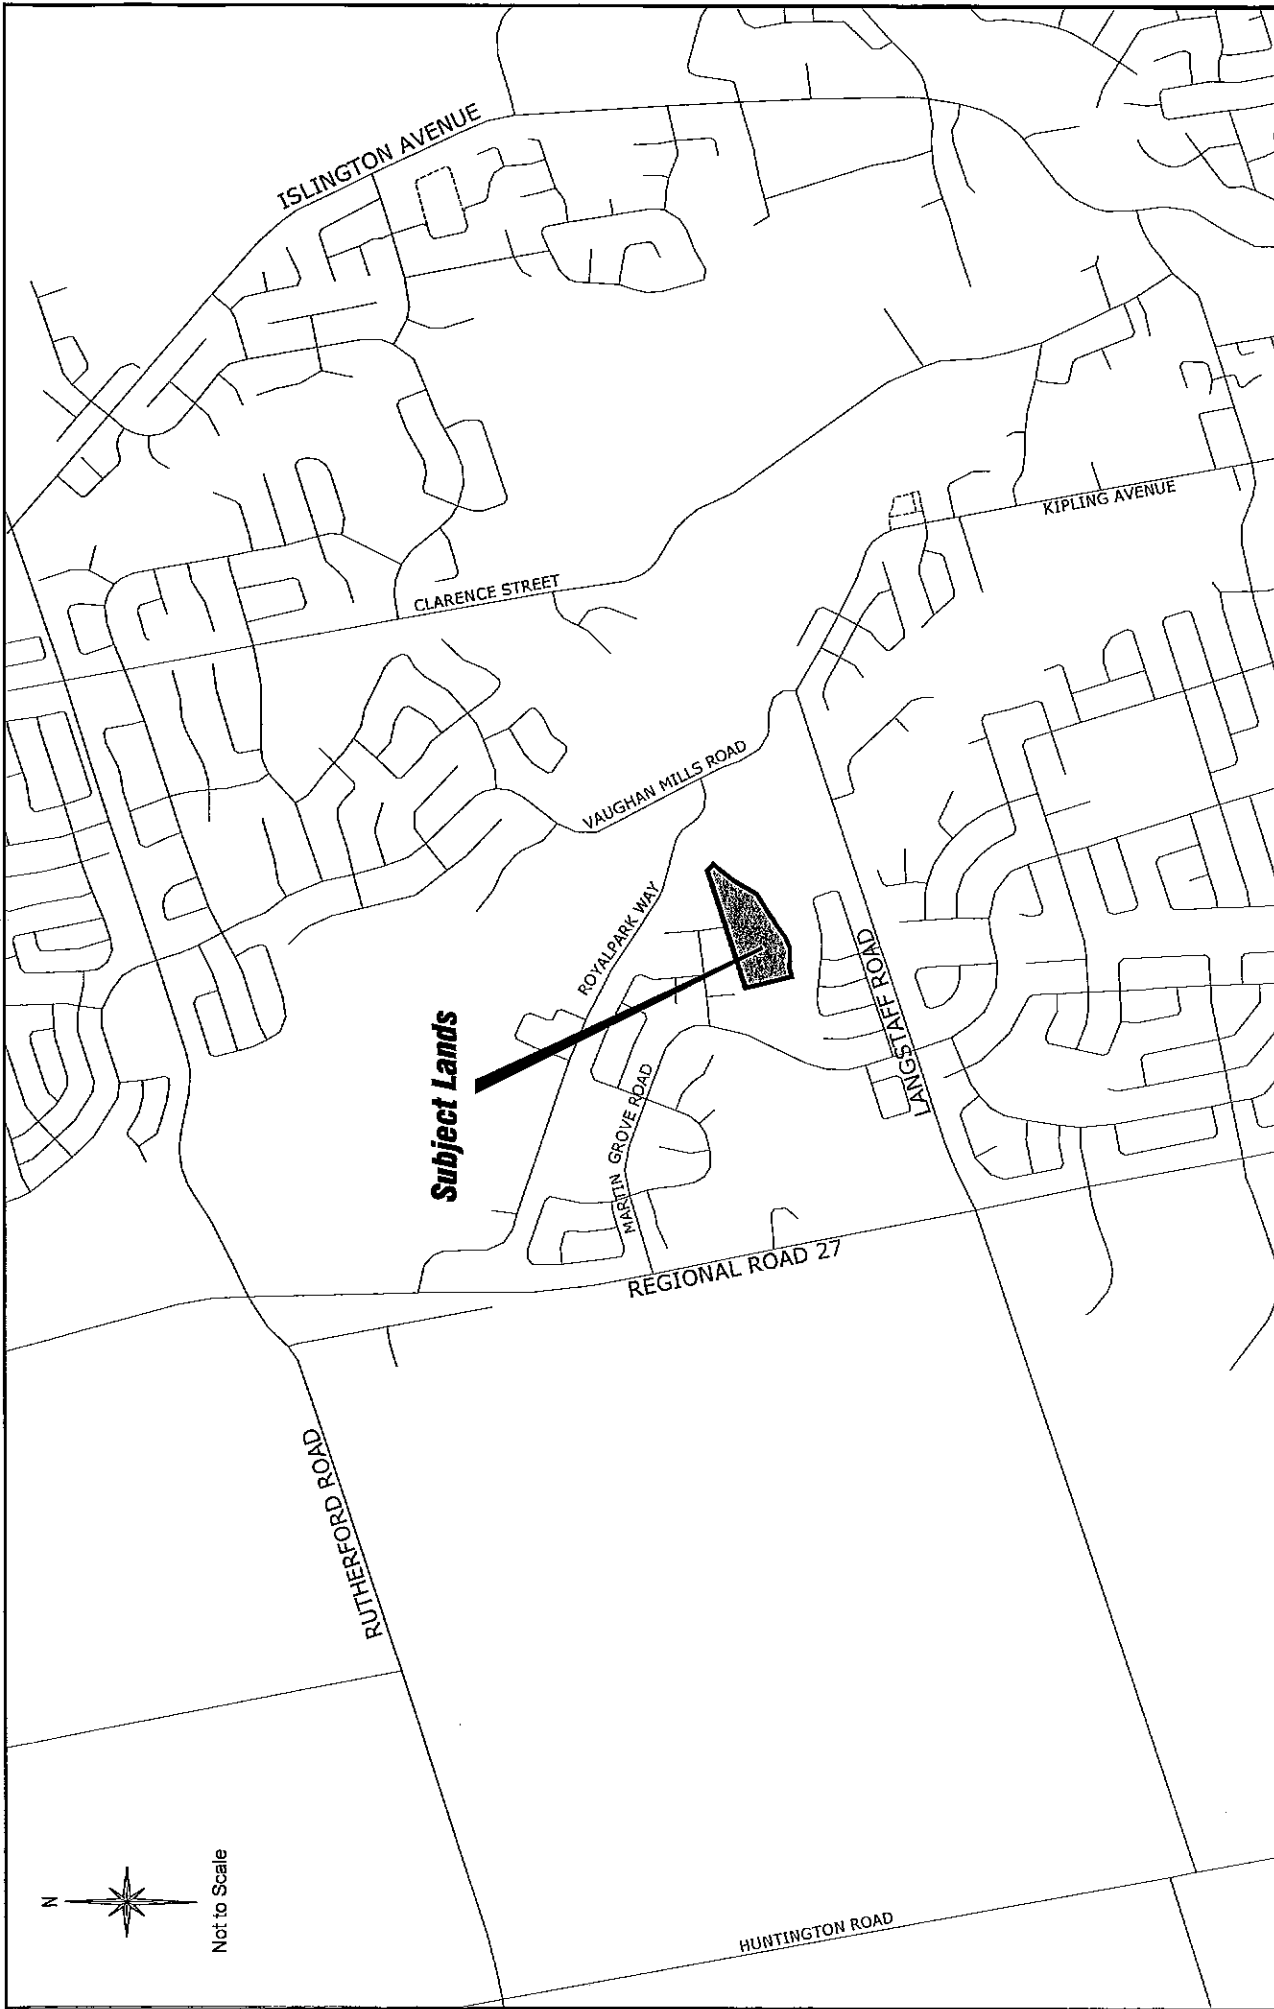 N
Not to Scale
HUNTINGTON ROAD
RUTHERFORD ROAD
REGIONAL ROAD 27
Subject Lands
MARTIN GROVE ROAD
LANGSTAFF ROAD
ROYALPARK WAY
VAUGHAN MILLS ROAD
CLARENCE STREET
KIPLING AVENUE
ISLINGTON AVENUE